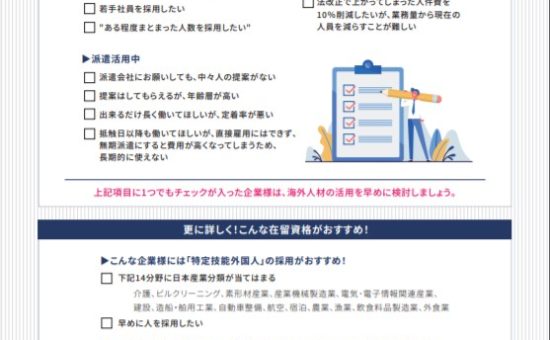 若手社員を採用したい
"ある程度まとまった人数を採用したい"
法改正で上がってしまった人件費を
10%削減したいが、業務量から現在の
人員を減らすことが難しい
▶派遣活用中
派遣会社にお願いしても、中々人の提案がない
提案はしてもらえるが、年齢層が高い
出来るだけ長く働いてほしいが、定着率が悪い
抵触日以降も働いてほしいが、直接雇用にはできず、
無期派遣にすると費用が高くなってしまうため、
長期的に使えない
上記項目に1つでもチェックが入った企業様は、海外人材の活用を早めに検討しましょう。
更に詳しく!こんな在留資格がおすすめ!
▶こんな企業様には「特定技能外国人」の採用がおすすめ!
下記14分野に日本産業分類が当てはまる
介護、ビルクリーニング、素形材産業、産業機械製造業、電気・電子情報関連産業、
建設、造船・舶用工業、自動車整備、航空、宿泊、農業、漁業、飲食料品製造業、外食業
早めに人を採用したい